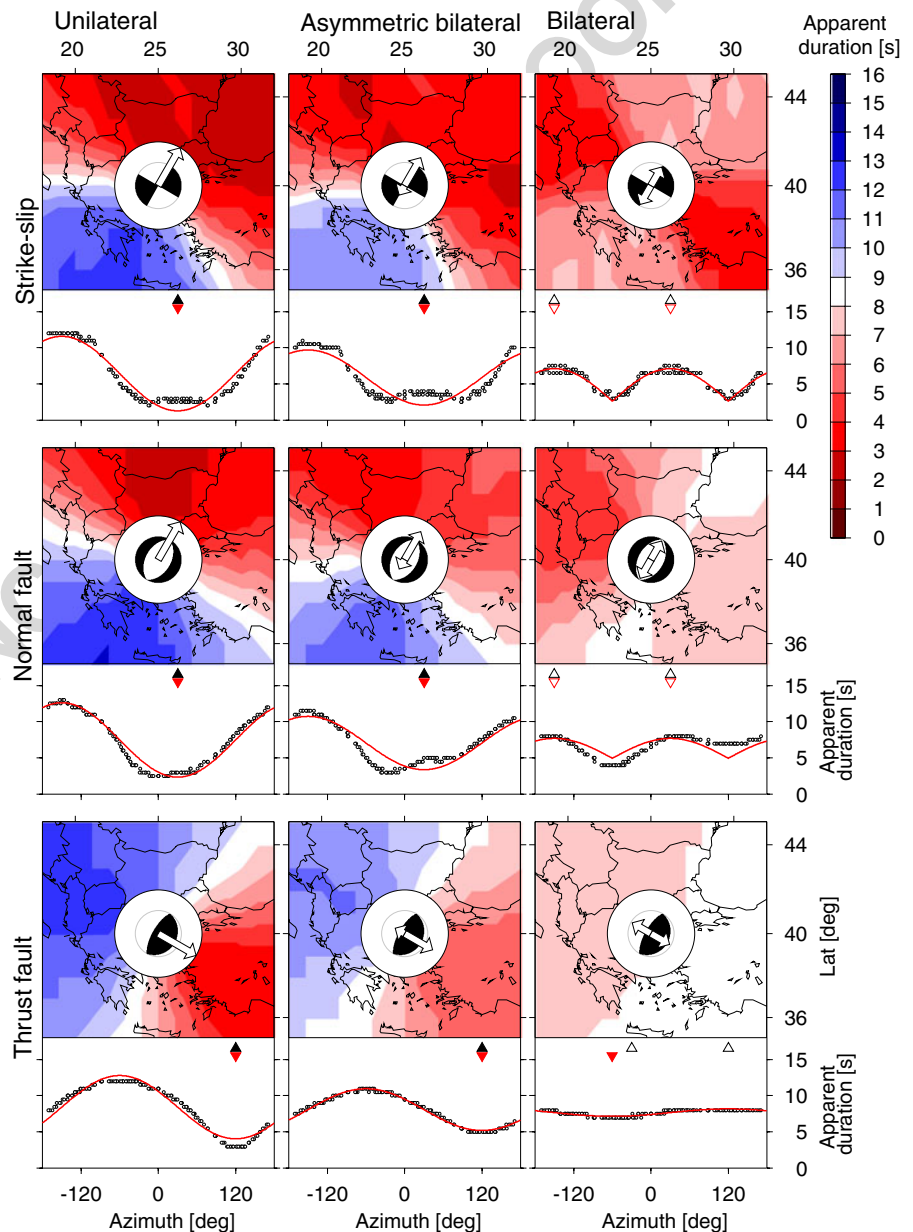 Unilateral
Asymmetric bilateral
Bilateral
Apparent
duration [s]
20 25 30
20 25 30
20 25 30
44
40
36
16
15
14
13
12
11
10
9
8
7
6
5
4
3
2
1
0
Strike-slip
15
10
5
0
Normal fault
44
40
36
15
10
5
0
Apparent
duration [s]
Thrust fault
44
40
36
Lat [deg]
15
10
5
0
Apparent
duration [s]
-120 0 120
-120 0 120
-120 0 120
Azimuth [deg]
Azimuth [deg]
Azimuth [deg]